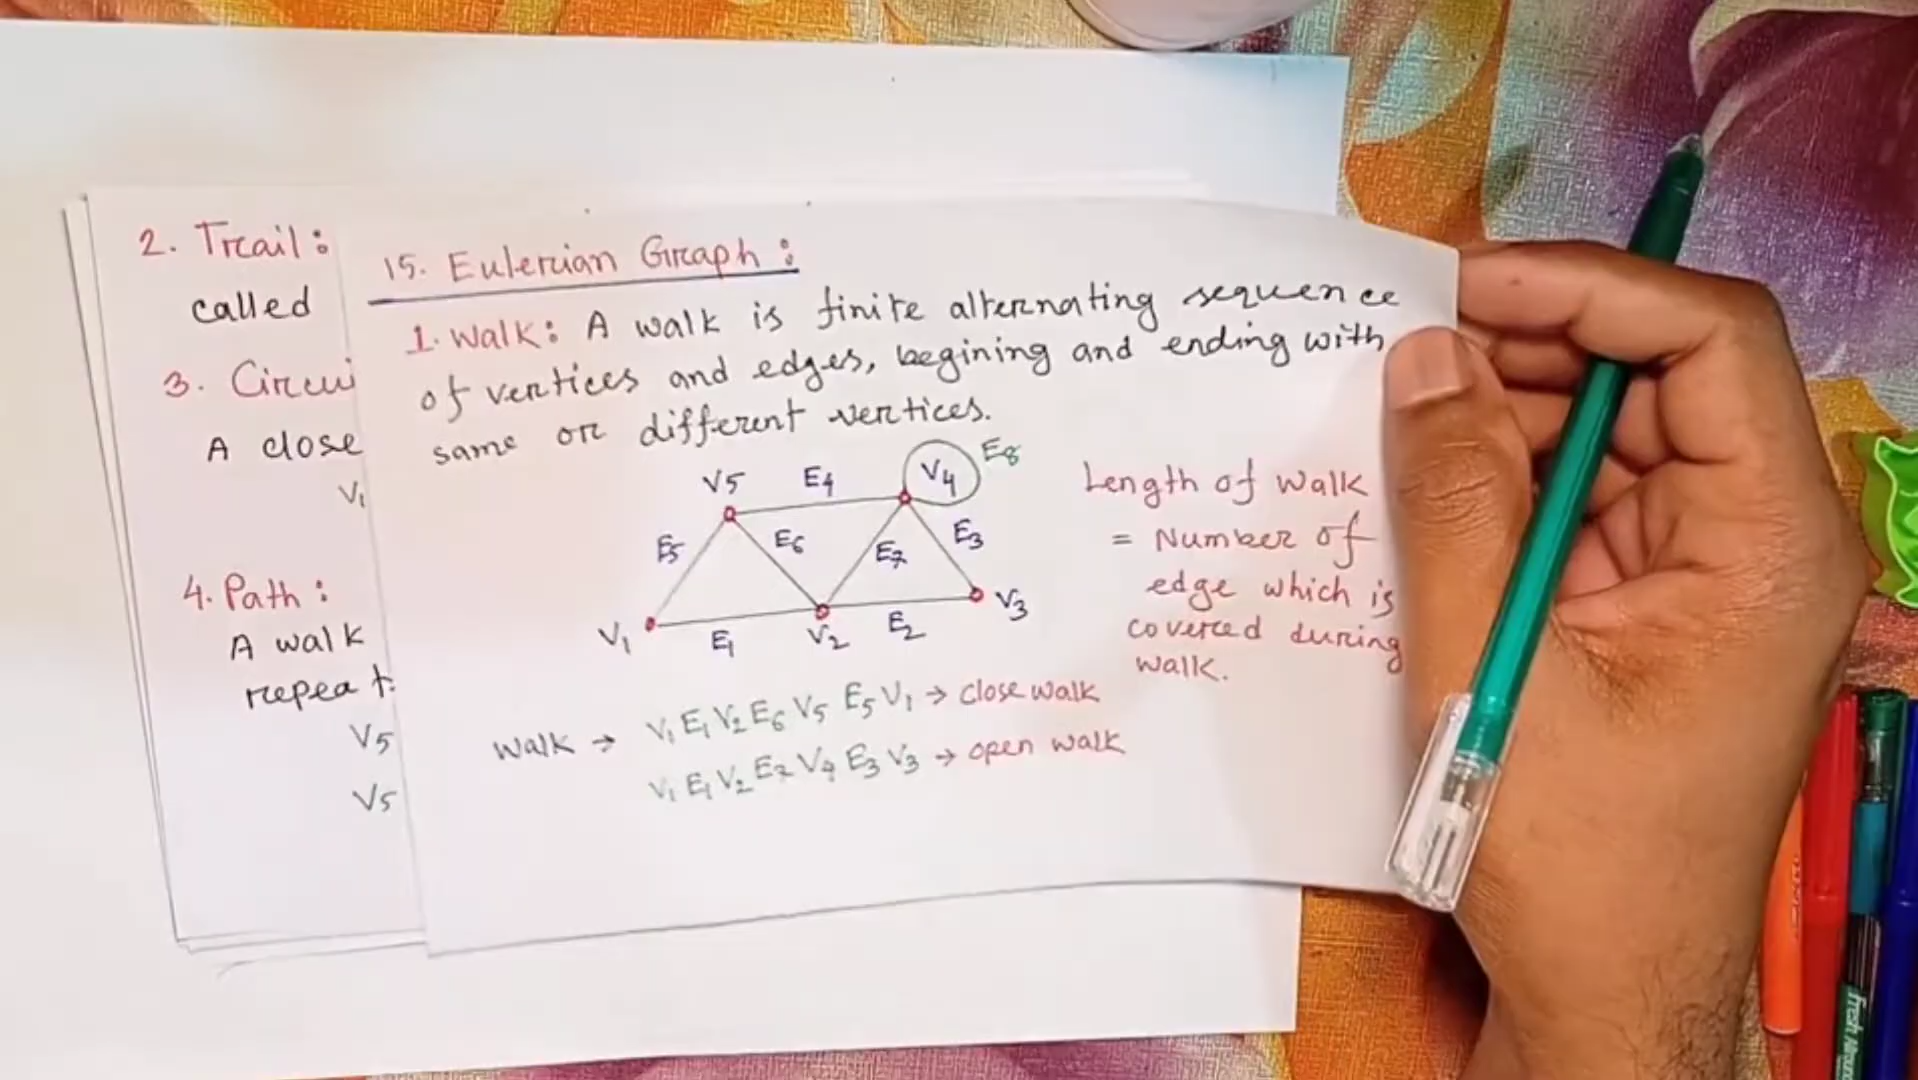 2. Trail:
called
3. Circui
A close
V1
4. Path:
A walk
repeat
V5
V5
15. Eulerian Graph:
1. Walk: A walk is finite alternating sequence
of vertices and edges, begining and ending with
same or different vertices.
V5 E4 V4 E8
E5 E6 E7 E3
V1 E1 V2 E2 V3
Length of walk
= Number of
edge which is
covered during
walk.
Walk → V1 E1 V2 E6 V5 E5 V1 → close walk
V1 E1 V2 E7 V4 E3 V3 → open walk